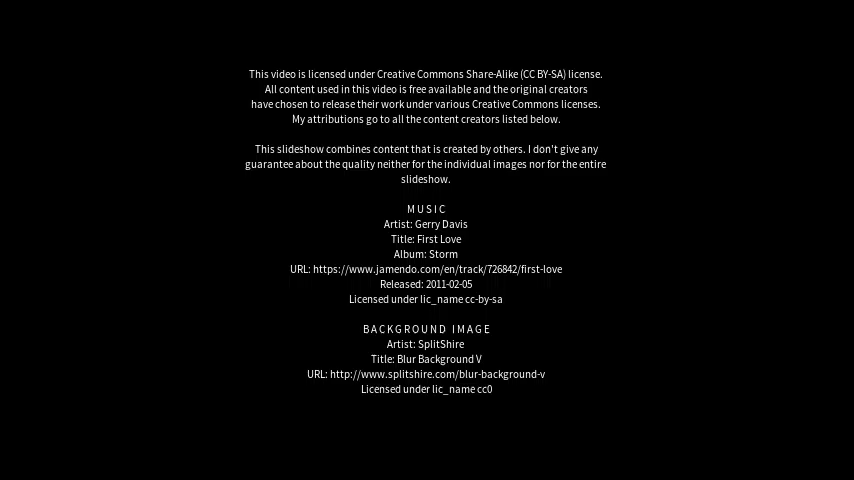 This video is licensed under Creative Commons Share-Alike (CC BY-SA) license.
All content used in this video is free available and the original creators
have chosen to release their work under various Creative Commons licenses.
My attributions go to all the content creators listed below.
This slideshow combines content that is created by others. I don't give any
guarantee about the quality neither for the individual images nor for the entire
slideshow.
MUSIC
Artist: Gerry Davis
Title: First Love
Album: Storm
URL: https://www.jamendo.com/en/track/726842/first-love
Released: 2011-02-05
Licensed under lic_name cc-by-sa
BACKGROUND IMAGE
Artist: SplitShire
Title: Blur Background V
URL: http://www.splitshire.com/blur-background-v
Licensed under lic_name cc0